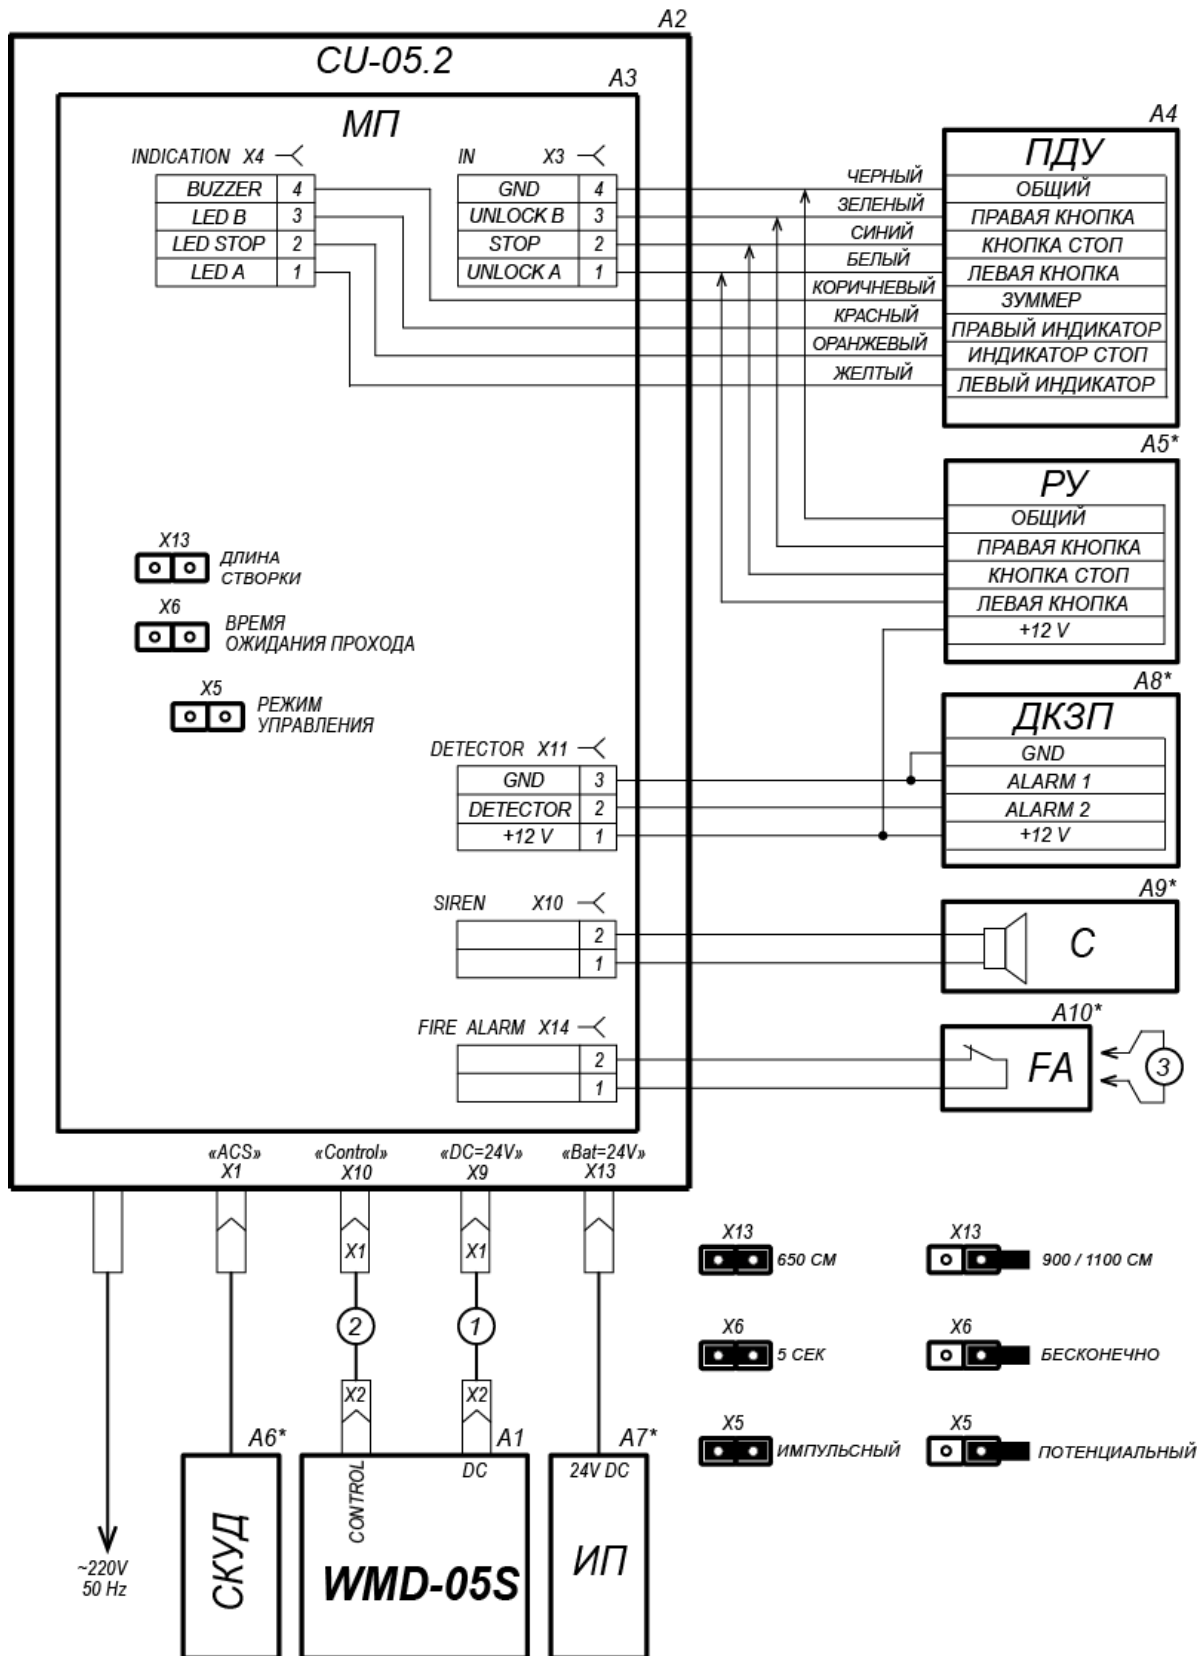 A2
CU-05.2
A3
МП
INDICATION X4
BUZZER 4
LED B 3
LED STOP 2
LED A 1
IN X3
GND 4
UNLOCK B 3
STOP 2
UNLOCK A 1
ЧЕРНЫЙ
ЗЕЛЕНЫЙ
СИНИЙ
БЕЛЫЙ
КОРИЧНЕВЫЙ
КРАСНЫЙ
ОРАНЖЕВЫЙ
ЖЕЛТЫЙ
A4
ПДУ
ОБЩИЙ
ПРАВАЯ КНОПКА
КНОПКА СТОП
ЛЕВАЯ КНОПКА
ЗУММЕР
ПРАВЫЙ ИНДИКАТОР
ИНДИКАТОР СТОП
ЛЕВЫЙ ИНДИКАТОР
A5*
РУ
ОБЩИЙ
ПРАВАЯ КНОПКА
КНОПКА СТОП
ЛЕВАЯ КНОПКА
+12 V
X13
ДЛИНА
СТВОРКИ
X6
ВРЕМЯ
ОЖИДАНИЯ ПРОХОДА
X5
РЕЖИМ
УПРАВЛЕНИЯ
A8*
ДКЗП
GND
ALARM 1
ALARM 2
+12 V
DETECTOR X11
GND 3
DETECTOR 2
+12 V 1
SIREN X10
2
1
A9*
С
FIRE ALARM X14
2
1
A10*
FA
3
«ACS»
X1
«Control»
X10
«DC=24V»
X9
«Bat=24V»
X13
X1
X1
2
1
X2
X2
~220V
50 Hz
A6*
СКУД
A1
CONTROL
DC
WMD-05S
A7*
24V DC
ИП
X13
650 СМ
X13
900 / 1100 СМ
X6
5 СЕК
X6
БЕСКОНЕЧНО
X5
ИМПУЛЬСНЫЙ
X5
ПОТЕНЦИАЛЬНЫЙ